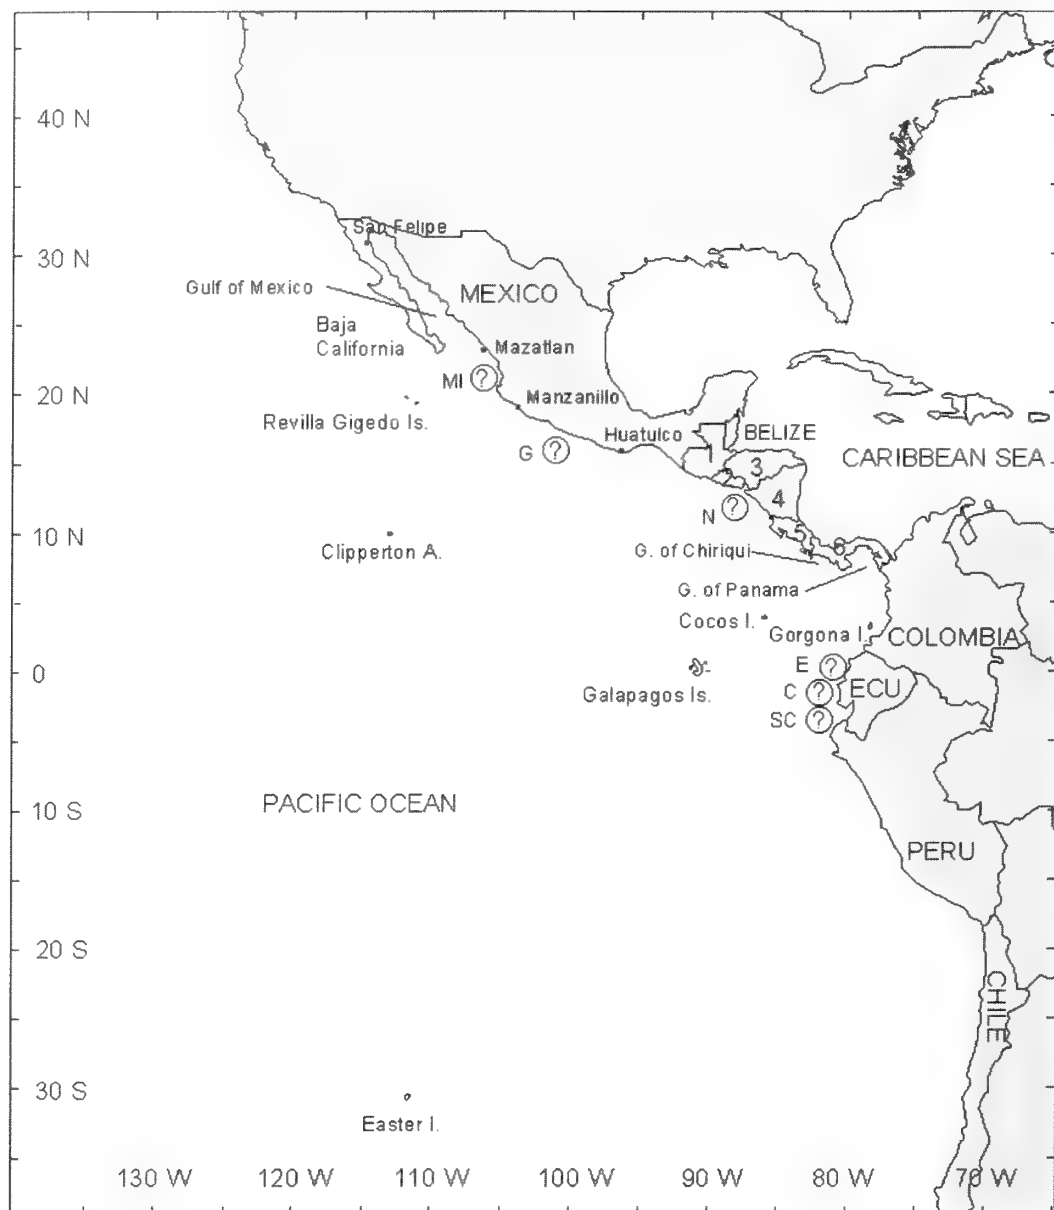 40 N
San Felipe
30 N
Gulf of Mexico
MEXICO
Baja
California
Mazatlan
MI ?
20 N
Manzanillo
Revilla Gigedo Is.
Huatulco
BELIZE
G ?
1
CARIBBEAN SEA
2
3
4
N ?
5
10 N
6
Clipperton A.
G. of Chiriqui
G. of Panama
Cocos I.
Gorgona I.
COLOMBIA
0
E ?
Galapagos Is.
C ?
ECU
SC ?
PACIFIC OCEAN
10 S
PERU
20 S
CHILE
30 S
Easter I.
130 W 120 W 110 W 100 W 90 W 80 W 70 W